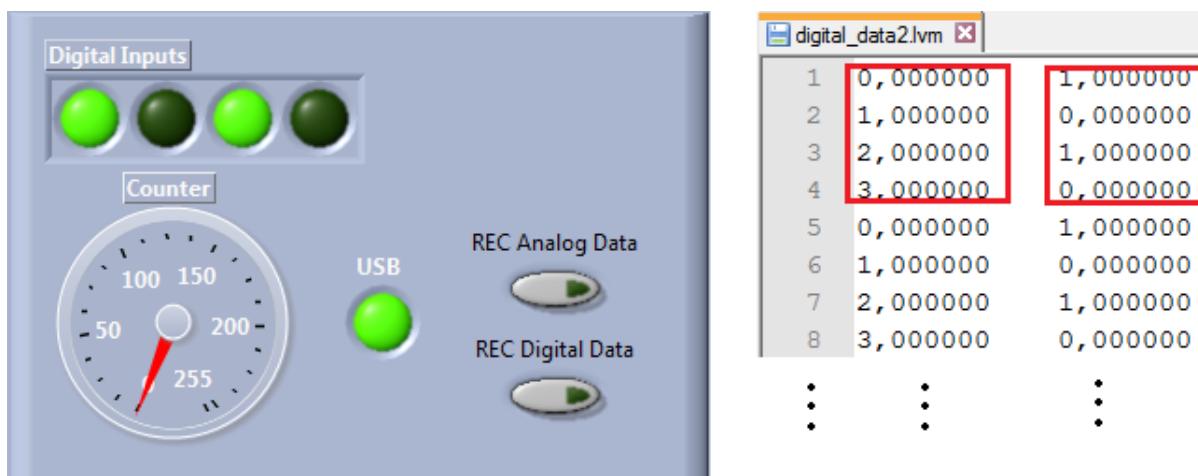 Digital Inputs
Counter
100 150
50
200
0
255
USB
REC Analog Data
REC Digital Data
digital_data2.lvm
1 0,000000 1,000000
2 1,000000 0,000000
3 2,000000 1,000000
4 3,000000 0,000000
5 0,000000 1,000000
6 1,000000 0,000000
7 2,000000 1,000000
8 3,000000 0,000000